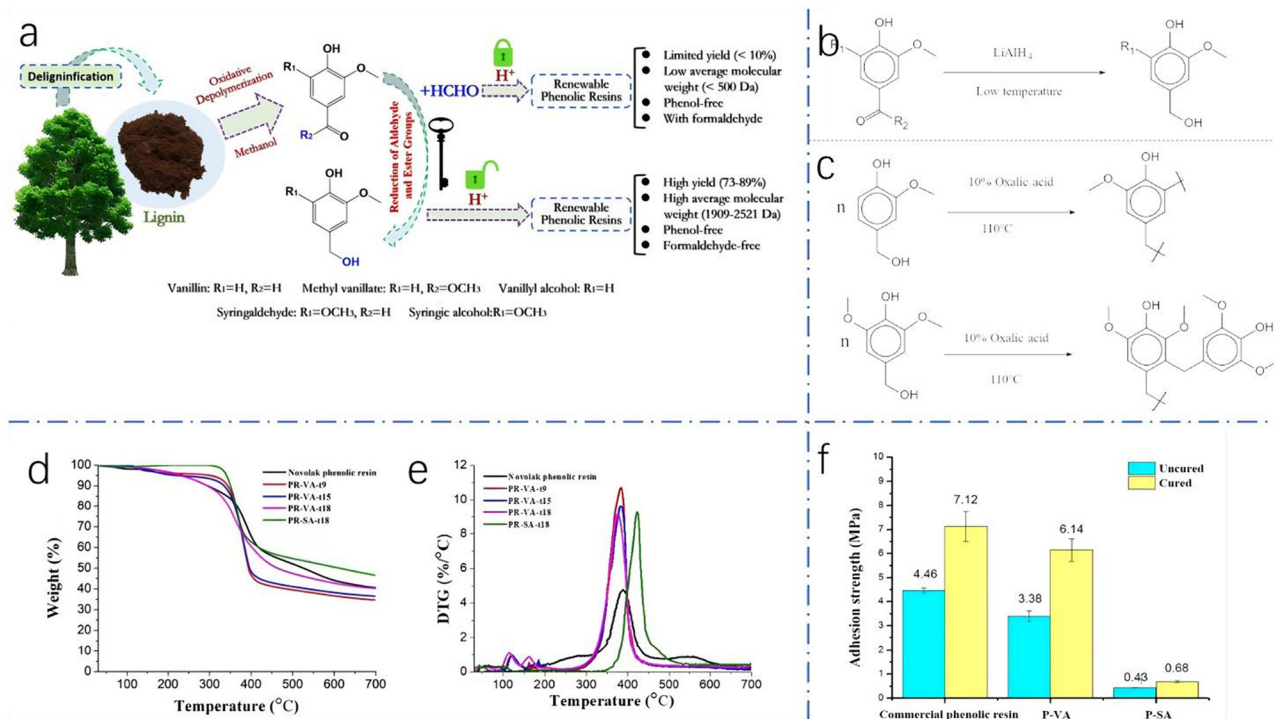 a
Deligninfication
Lignin
Oxidative
Depolymerization
Methanol
OH
R1
O
O
R2
OH
R1
O
OH
Reduction of Aldehyde
and Ester Groups
+HCHO
H+
Renewable
Phenolic Resins
● Limited yield (< 10%)
● Low average molecular
weight (< 500 Da)
● Phenol-free
● With formaldehyde
H+
Renewable
Phenolic Resins
● High yield (73-89%)
● High average molecular
weight (1909-2521 Da)
● Phenol-free
● Formaldehyde-free
Vanillin: R1=H, R2=H Methyl vanillate: R1=H, R2=OCH3 Vanillyl alcohol: R1=H
Syringaldehyde: R1=OCH3, R2=H Syringic alcohol:R1=OCH3
b
OH
R1
O
O
R2
LiAlH4
Low temperature
OH
R1
O
OH
c
n
OH
O
OH
10% Oxalic acid
110°C
OH
O
n
OH
O
O
OH
10% Oxalic acid
110°C
O
OH
O
O
OH
O
d
Weight (%)
100
90
80
70
60
50
40
30
20
10
0
100 200 300 400 500 600 700
Temperature (°C)
Novolak phenolic resin
PR-VA-t9
PR-VA-t15
PR-VA-t18
PR-SA-t18
e
DTG (%/°C)
12
10
8
6
4
2
0
100 200 300 400 500 600 700
Temperature (°C)
Novolak phenolic resin
PR-VA-t9
PR-VA-t15
PR-VA-t18
PR-SA-t18
f
Adhesion strength (MPa)
10
9
8
7
6
5
4
3
2
1
0
Uncured
Cured
4.46
7.12
3.38
6.14
0.43
0.68
Commercial phenolic resin P-VA P-SA